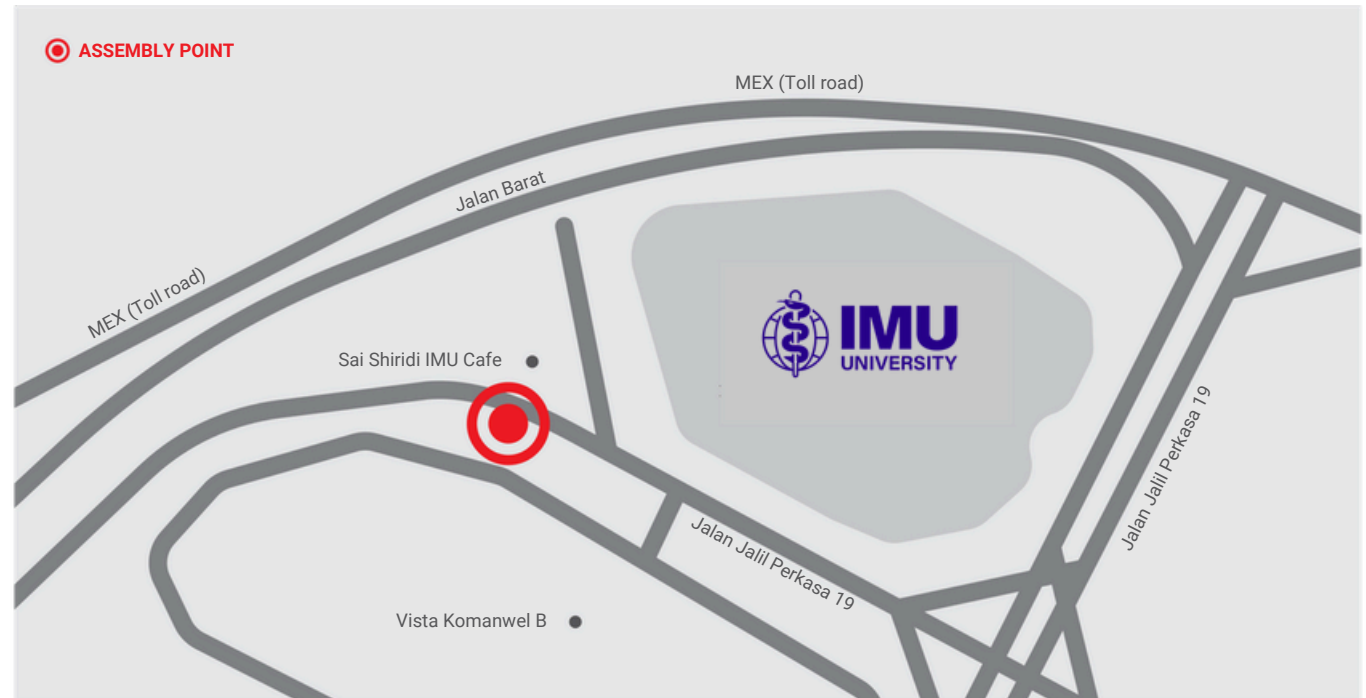 ASSEMBLY POINT
MEX (Toll road)
Jalan Barat
MEX (Toll road)
IMU
UNIVERSITY
Sai Shiridi IMU Cafe
Jalan Jalil Perkasa 19
Jalan Jalil Perkasa 19
Vista Komanwel B